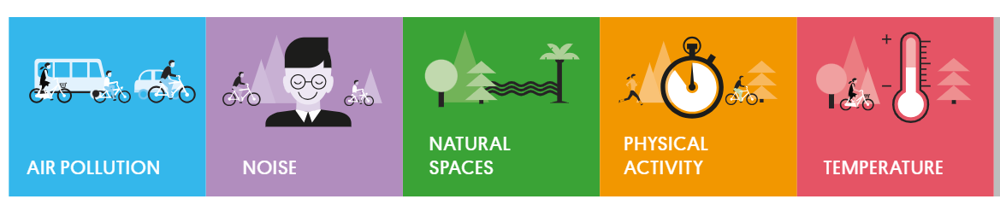 AIR POLLUTION
NOISE
NATURAL
SPACES
PHYSICAL
ACTIVITY
+
−
TEMPERATURE